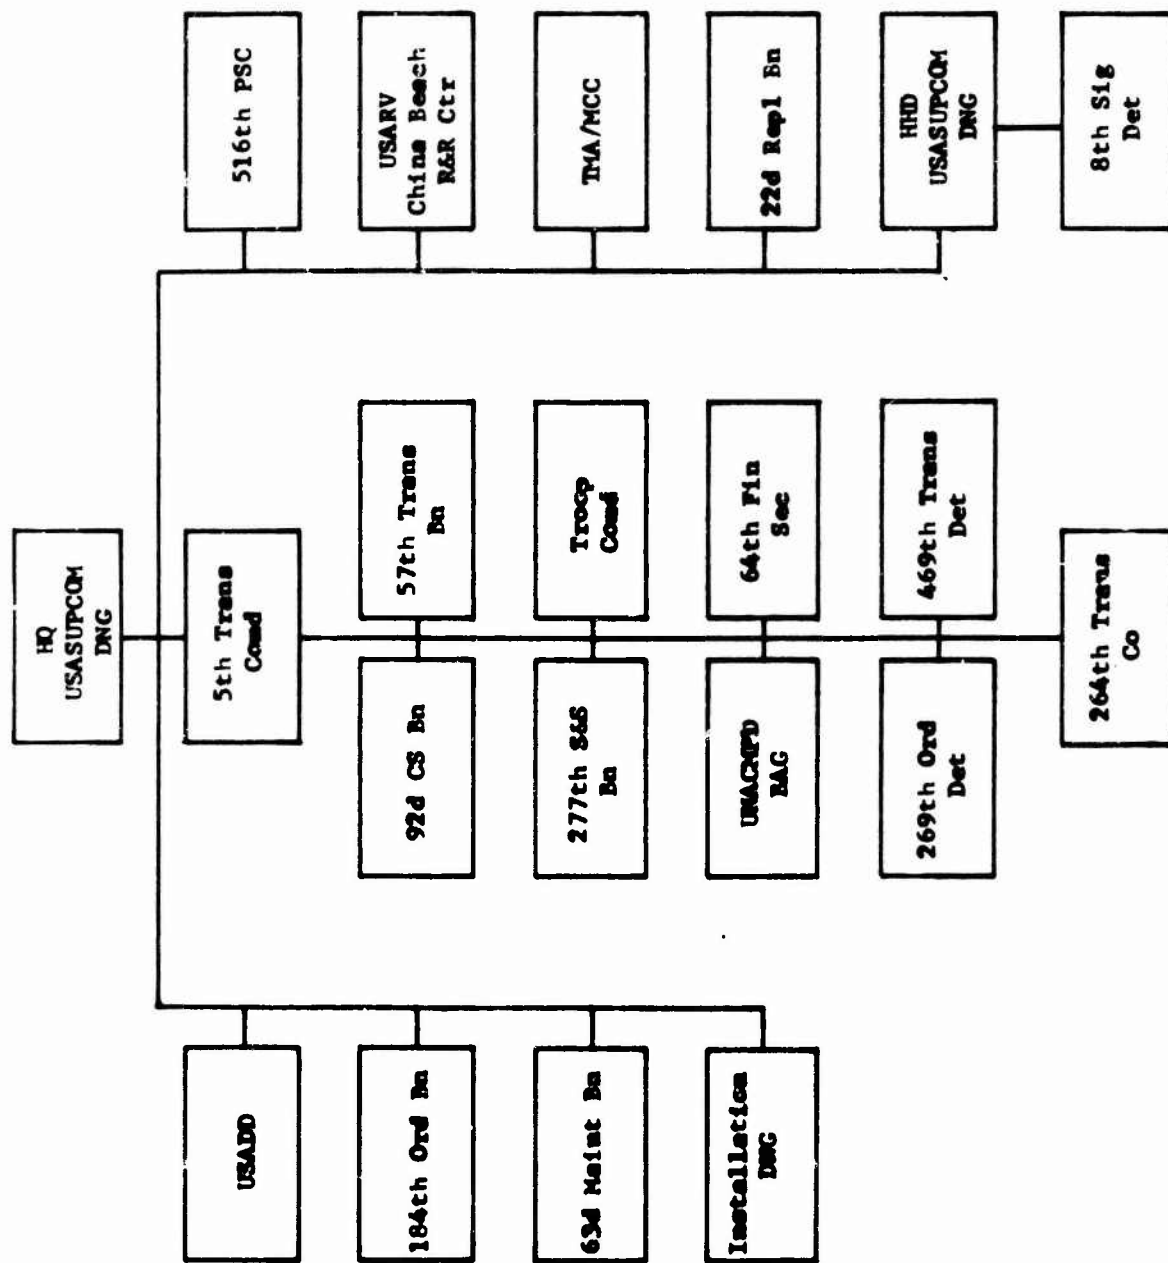 HQ
USASUPCOM
DNG
5th Trans
Comd
USADD
184th Ord Bn
63d Maint Bn
Installation
DNG
92d CS Bn
57th Trans
Bn
277th S&S
Bn
Troop
Comd
UNACMPD
BAG
64th Fin
Sec
269th Ord
Det
469th Trans
Det
264th Trans
Co
516th PSC
USARV
China Beach
R&R Ctr
TMA/MCC
22d Repl Bn
HHD
USASUPCOM
DNG
8th Sig
Det